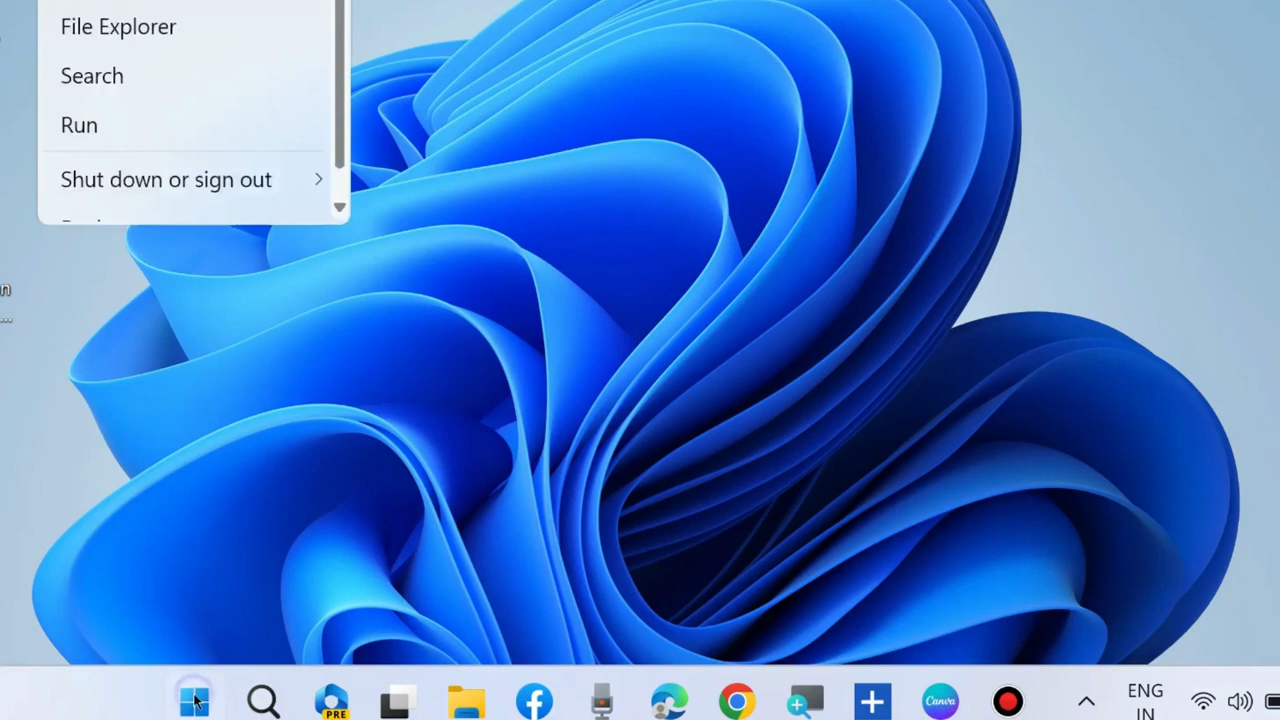 File Explorer
Search
Run
Shut down or sign out
n
...
PRE
Canva
ENG
IN